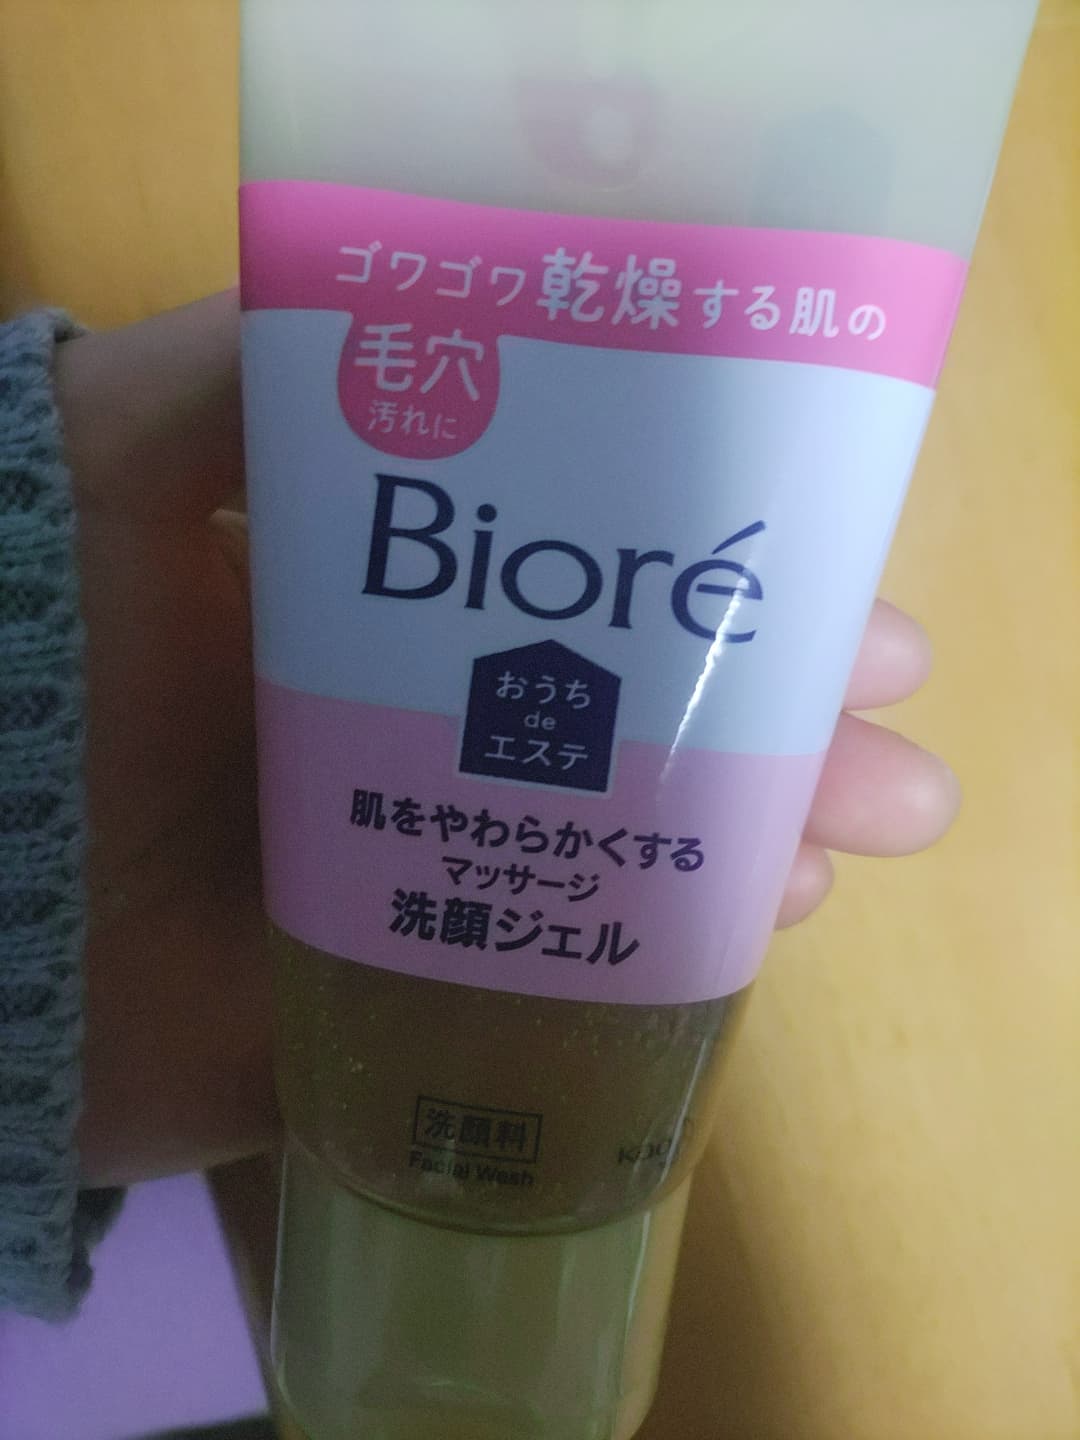 ゴワゴワ乾燥する肌の
毛穴
汚れに
Bioré
おうち
de
エステ
肌をやわらかくする
マッサージ
洗顔ジェル
洗顔料
Facial Wash